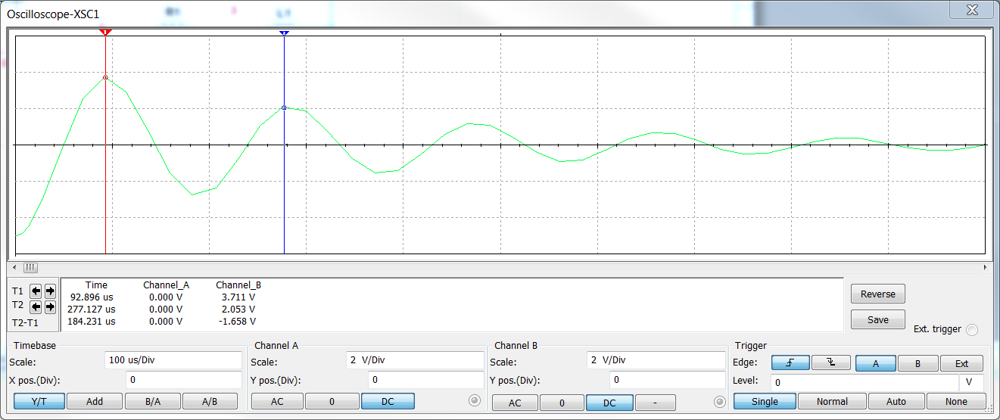 Oscilloscope-XSC1
1
2
Time Channel_A Channel_B
T1 92.896 us 0.000 V 3.711 V
T2 277.127 us 0.000 V 2.053 V
T2-T1 184.231 us 0.000 V -1.658 V
Reverse
Save
Ext. trigger
Timebase
Scale: 100 us/Div
X pos.(Div): 0
Y/T Add B/A A/B
Channel A
Scale: 2 V/Div
Y pos.(Div): 0
AC 0 DC
Channel B
Scale: 2 V/Div
Y pos.(Div): 0
AC 0 DC -
Trigger
Edge: A B Ext
Level: 0 V
Single Normal Auto None